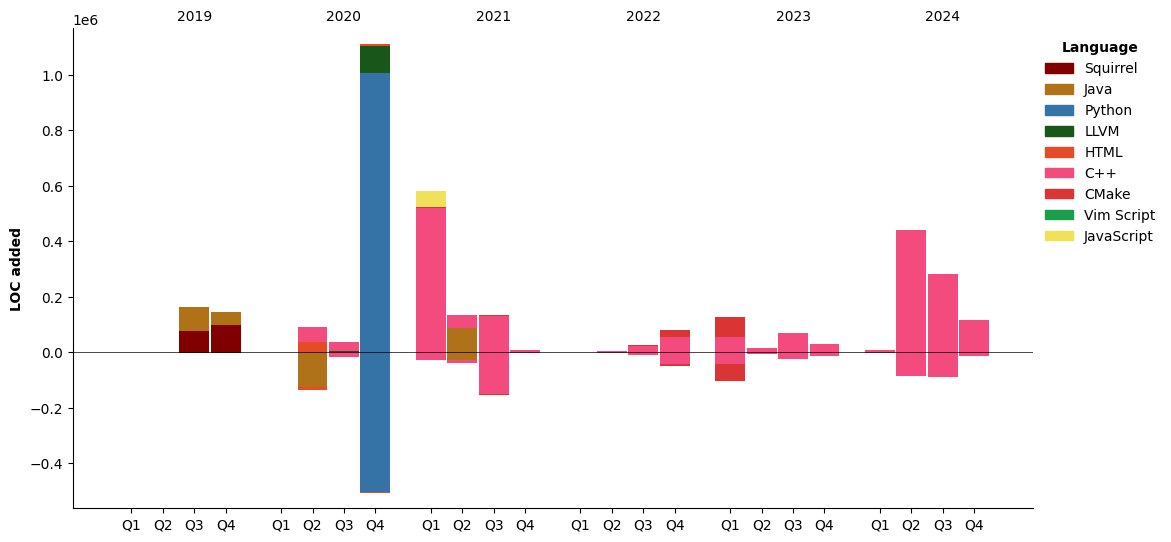 1e6
2019 2020 2021 2022 2023 2024
Language
Squirrel
Java
Python
LLVM
HTML
C++
CMake
Vim Script
JavaScript
LOC added
1.0
0.8
0.6
0.4
0.2
0.0
−0.2
−0.4
Q1 Q2 Q3 Q4 Q1 Q2 Q3 Q4 Q1 Q2 Q3 Q4 Q1 Q2 Q3 Q4 Q1 Q2 Q3 Q4 Q1 Q2 Q3 Q4